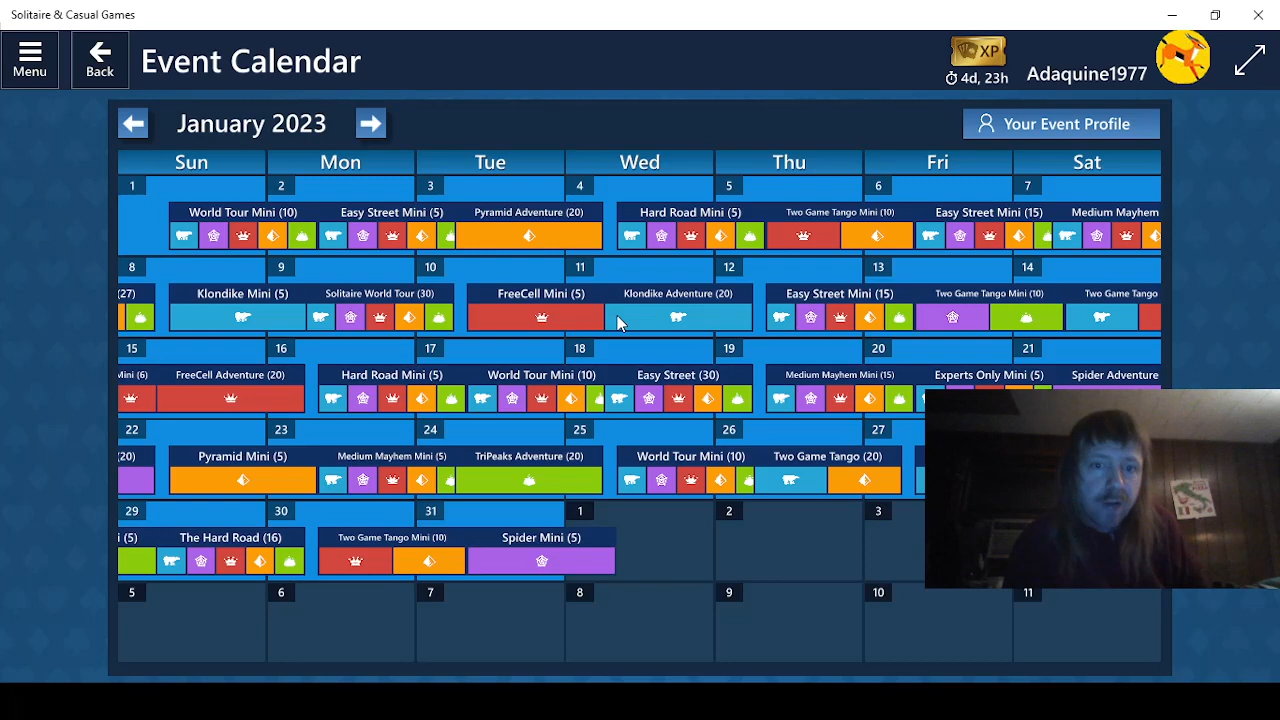 Solitaire & Casual Games
Menu
Back
Event Calendar
XP
4d, 23h
Adaquine1977
January 2023
Your Event Profile
Sun Mon Tue Wed Thu Fri Sat
1 2 3 4 5 6 7
World Tour Mini (10) Easy Street Mini (5) Pyramid Adventure (20) Hard Road Mini (5) Two Game Tango Mini (10) Easy Street Mini (15) Medium Mayhem
8 9 10 11 12 13 14
(27) Klondike Mini (5) Solitaire World Tour (30) FreeCell Mini (5) Klondike Adventure (20) Easy Street Mini (15) Two Game Tango Mini (10) Two Game Tango
15 16 17 18 19 20 21
Mini (6) FreeCell Adventure (20) Hard Road Mini (5) World Tour Mini (10) Easy Street (30) Medium Mayhem Mini (15) Experts Only Mini (5) Spider Adventure
22 23 24 25 26 27
(20) Pyramid Mini (5) Medium Mayhem Mini (5) TriPeaks Adventure (20) World Tour Mini (10) Two Game Tango (20)
29 30 31 1 2 3
i (5) The Hard Road (16) Two Game Tango Mini (10) Spider Mini (5)
5 6 7 8 9 10 11